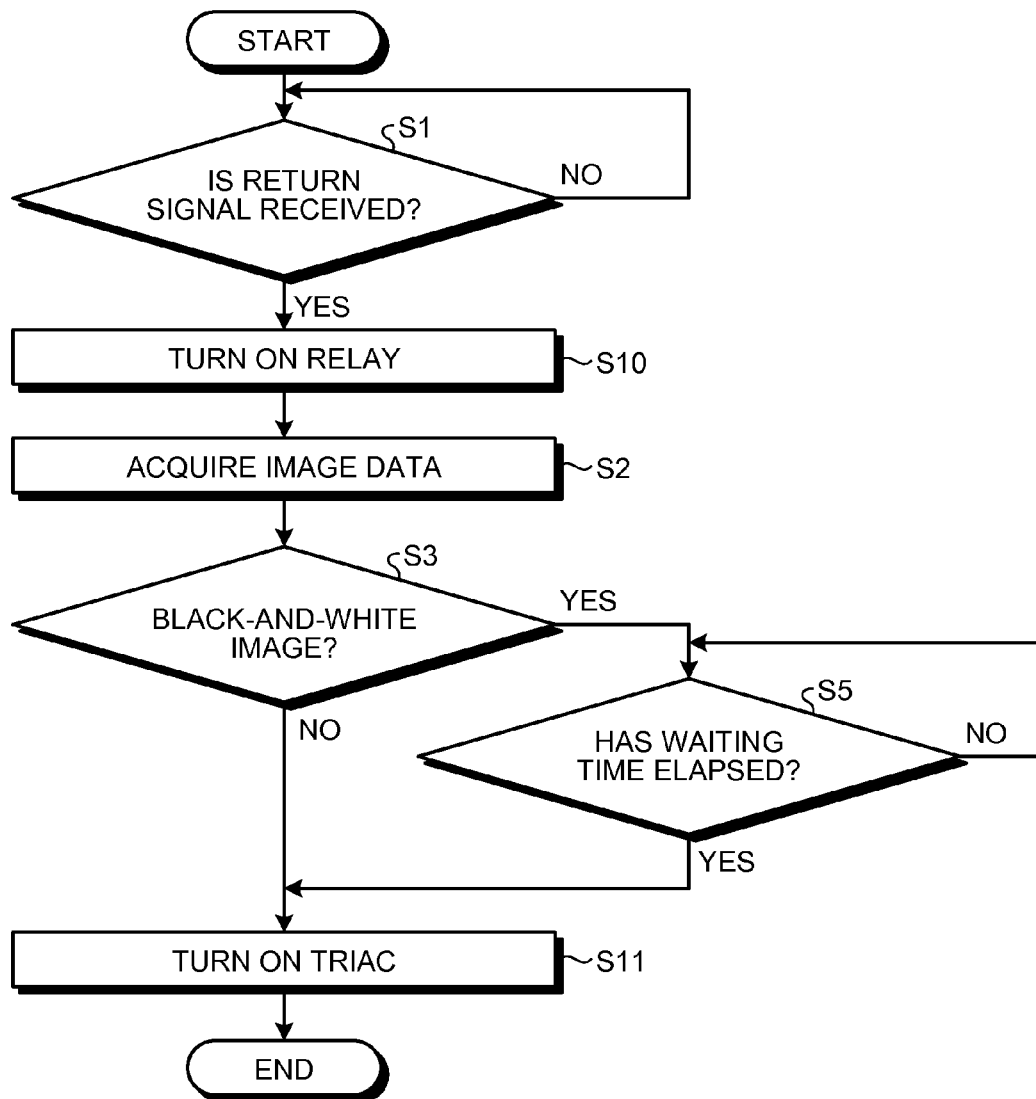 START
S1
IS RETURN
SIGNAL RECEIVED?
NO
YES
TURN ON RELAY
S10
ACQUIRE IMAGE DATA
S2
S3
BLACK-AND-WHITE
IMAGE?
YES
NO
S5
HAS WAITING
TIME ELAPSED?
NO
YES
TURN ON TRIAC
S11
END